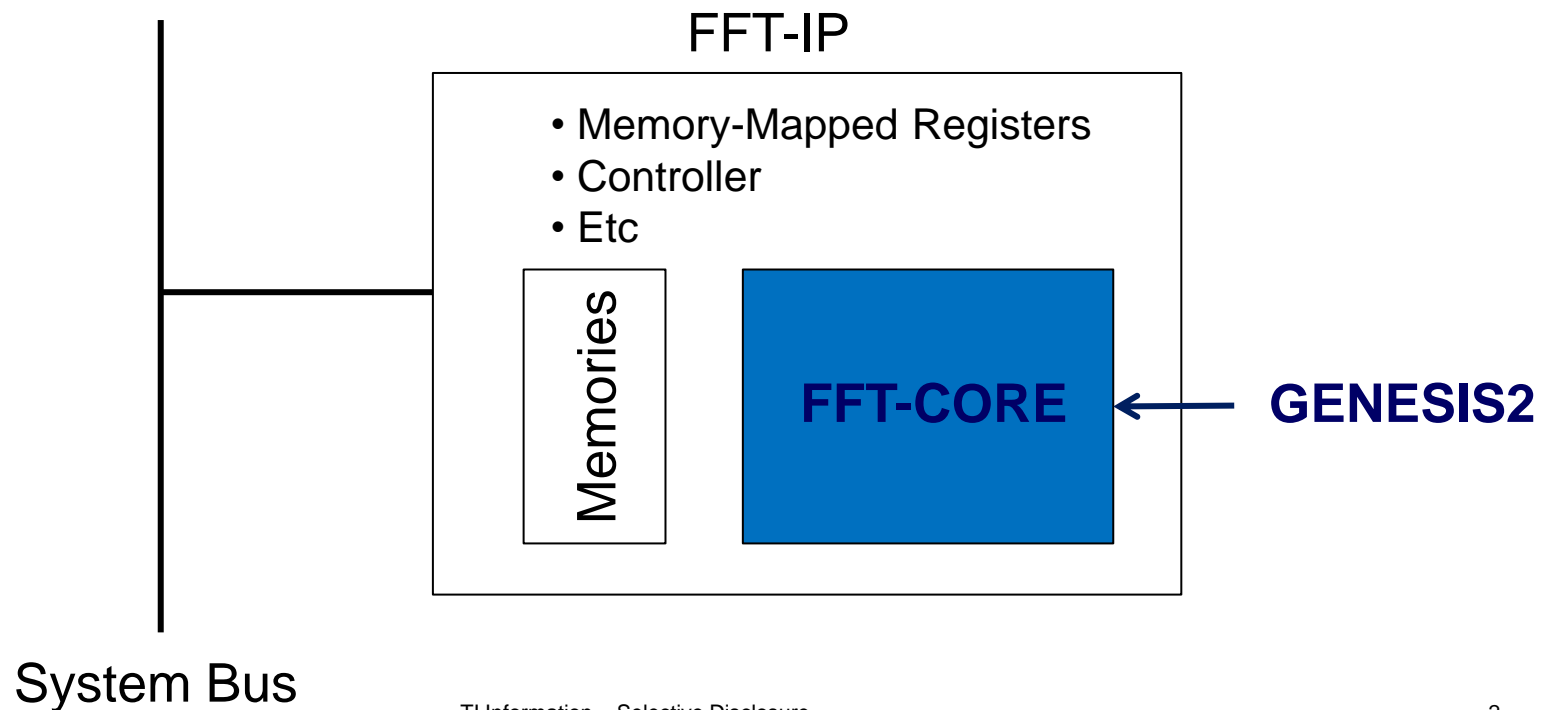 FFT-IP
• Memory-Mapped Registers
• Controller
• Etc
Memories
FFT-CORE
GENESIS2
System Bus